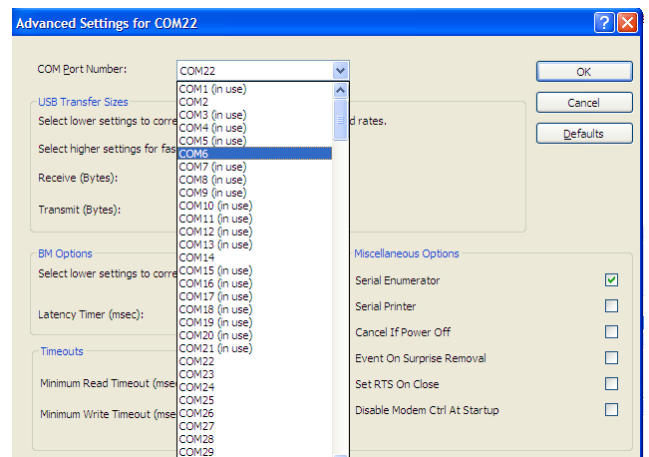 Advanced Settings for COM22
COM Port Number:
COM22
OK
Cancel
Defaults
USB Transfer Sizes
Select lower settings to corre
d rates.
Select higher settings for fas
Receive (Bytes):
Transmit (Bytes):
COM1 (in use)
COM2
COM3 (in use)
COM4 (in use)
COM5 (in use)
COM6
COM7 (in use)
COM8 (in use)
COM9 (in use)
COM10 (in use)
COM11 (in use)
COM12 (in use)
COM13 (in use)
COM14
COM15 (in use)
COM16 (in use)
COM17 (in use)
COM18 (in use)
COM19 (in use)
COM20 (in use)
COM21 (in use)
COM22
COM23
COM24
COM25
COM26
COM27
COM28
COM29
BM Options
Select lower settings to corre
Latency Timer (msec):
Timeouts
Minimum Read Timeout (mse
Minimum Write Timeout (mse
Miscellaneous Options
Serial Enumerator
Serial Printer
Cancel If Power Off
Event On Surprise Removal
Set RTS On Close
Disable Modem Ctrl At Startup